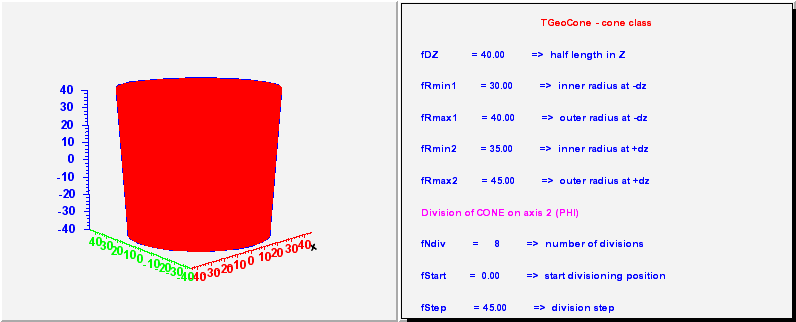 TGeoCone - cone class
fDZ = 40.00 => half length in Z
fRmin1 = 30.00 => inner radius at -dz
fRmax1 = 40.00 => outer radius at -dz
fRmin2 = 35.00 => inner radius at +dz
fRmax2 = 45.00 => outer radius at +dz
Division of CONE on axis 2 (PHI)
fNdiv = 8 => number of divisions
fStart = 0.00 => start divisioning position
fStep = 45.00 => division step
40
30
20
10
0
-10
-20
-30
-40
40 30 20 10 0 -10 -20 -30 -40
-40 -30 -20 -10 0 10 20 30 40
x